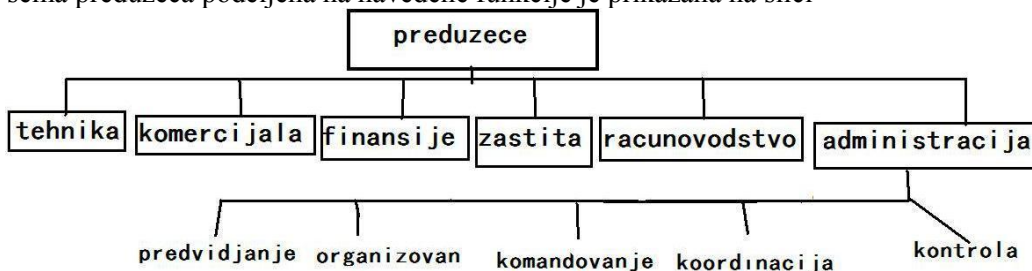 preduzece
tehnika komercijala finansije zastita racunovodstvo administracija
predvidjanje organizovan komandovanje koordinacija kontrola